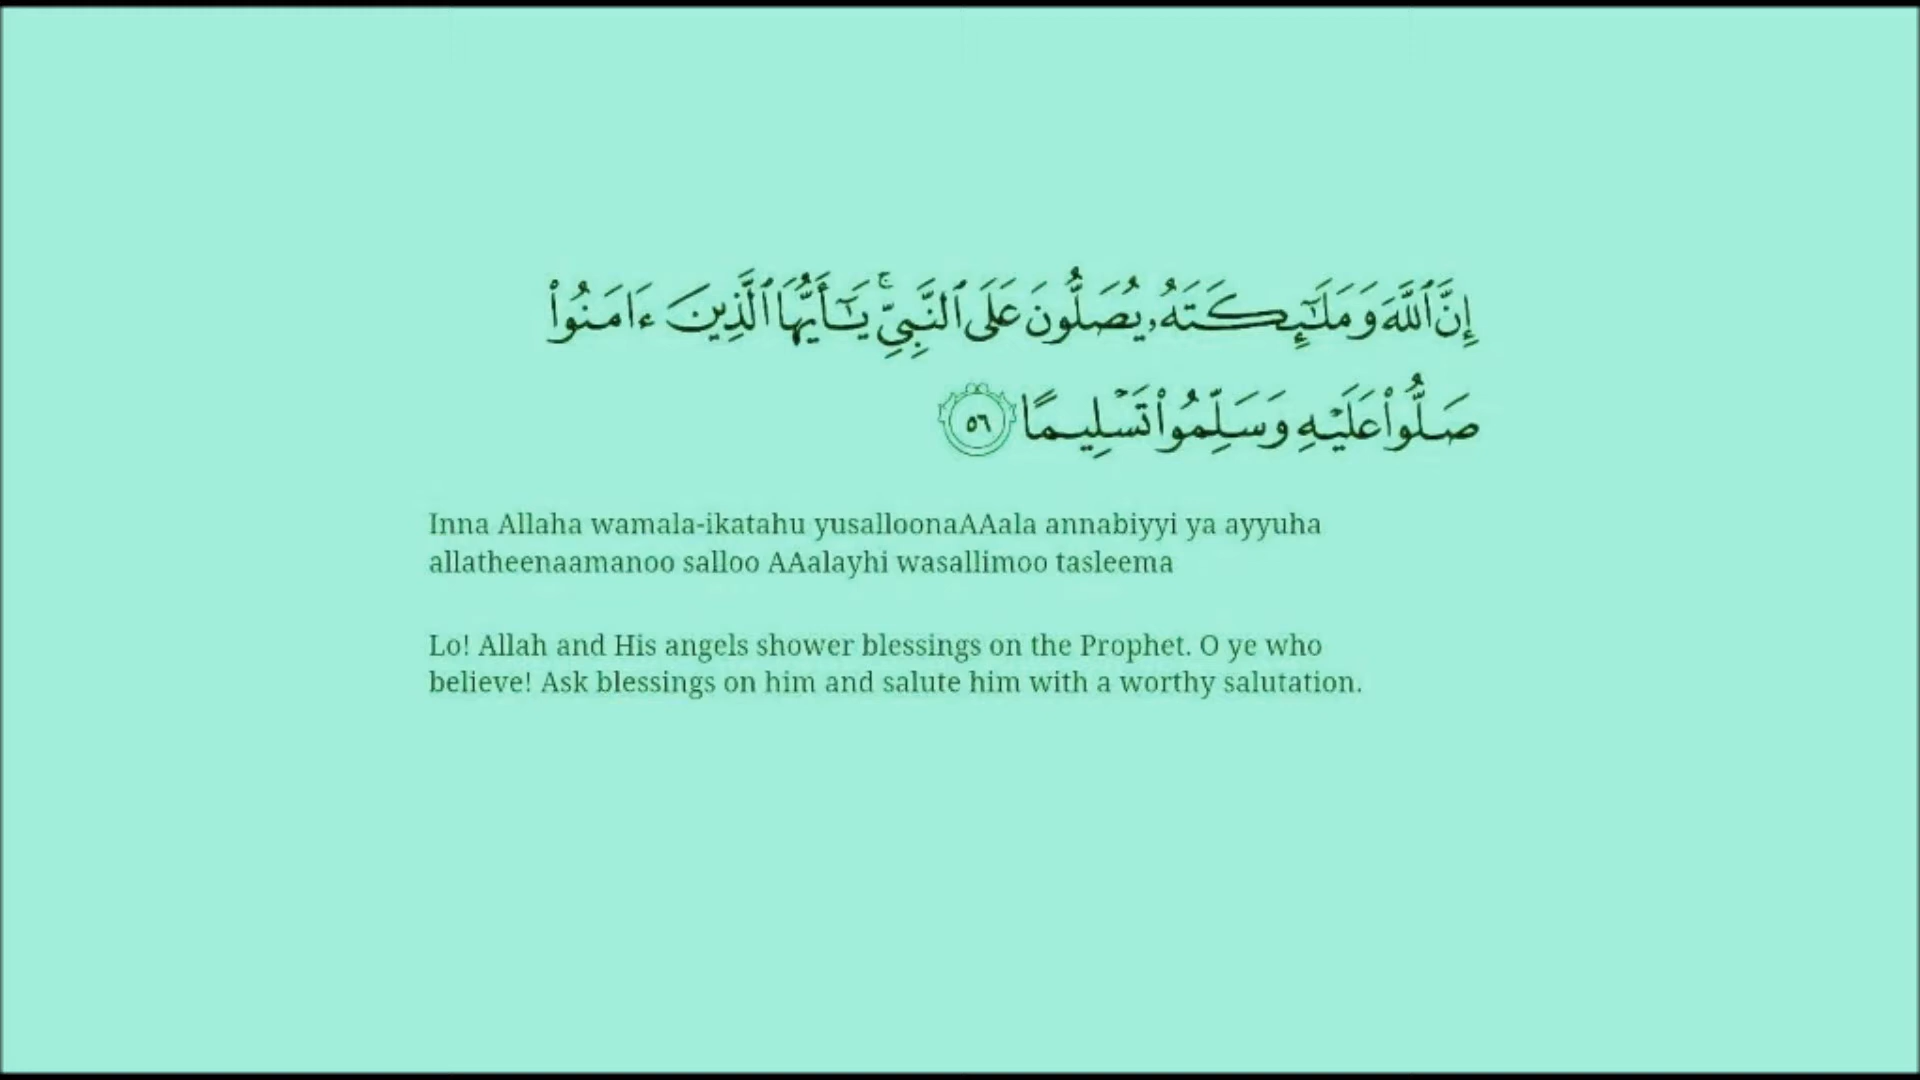 إِنَّ ٱللَّهَ وَمَلَـٰٓئِكَتَهُۥ يُصَلُّونَ عَلَى ٱلنَّبِىِّ ۚ يَـٰٓأَيُّهَا ٱلَّذِينَ ءَامَنُوا۟
صَلُّوا۟ عَلَيْهِ وَسَلِّمُوا۟ تَسْلِيمًا ٥٦
Inna Allaha wamala-ikatahu yusalloonaAAala annabiyyi ya ayyuha
allatheenaamanoo salloo AAalayhi wasallimoo tasleema
Lo! Allah and His angels shower blessings on the Prophet. O ye who
believe! Ask blessings on him and salute him with a worthy salutation.